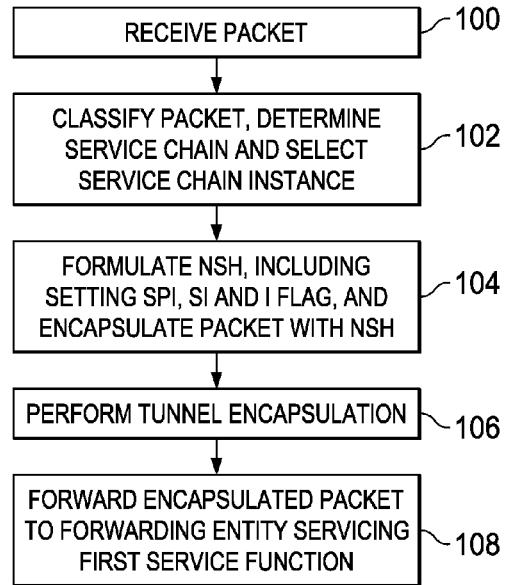 RECEIVE PACKET
100
CLASSIFY PACKET, DETERMINE
SERVICE CHAIN AND SELECT
SERVICE CHAIN INSTANCE
102
FORMULATE NSH, INCLUDING
SETTING SPI, SI AND I FLAG, AND
ENCAPSULATE PACKET WITH NSH
104
PERFORM TUNNEL ENCAPSULATION
106
FORWARD ENCAPSULATED PACKET
TO FORWARDING ENTITY SERVICING
FIRST SERVICE FUNCTION
108